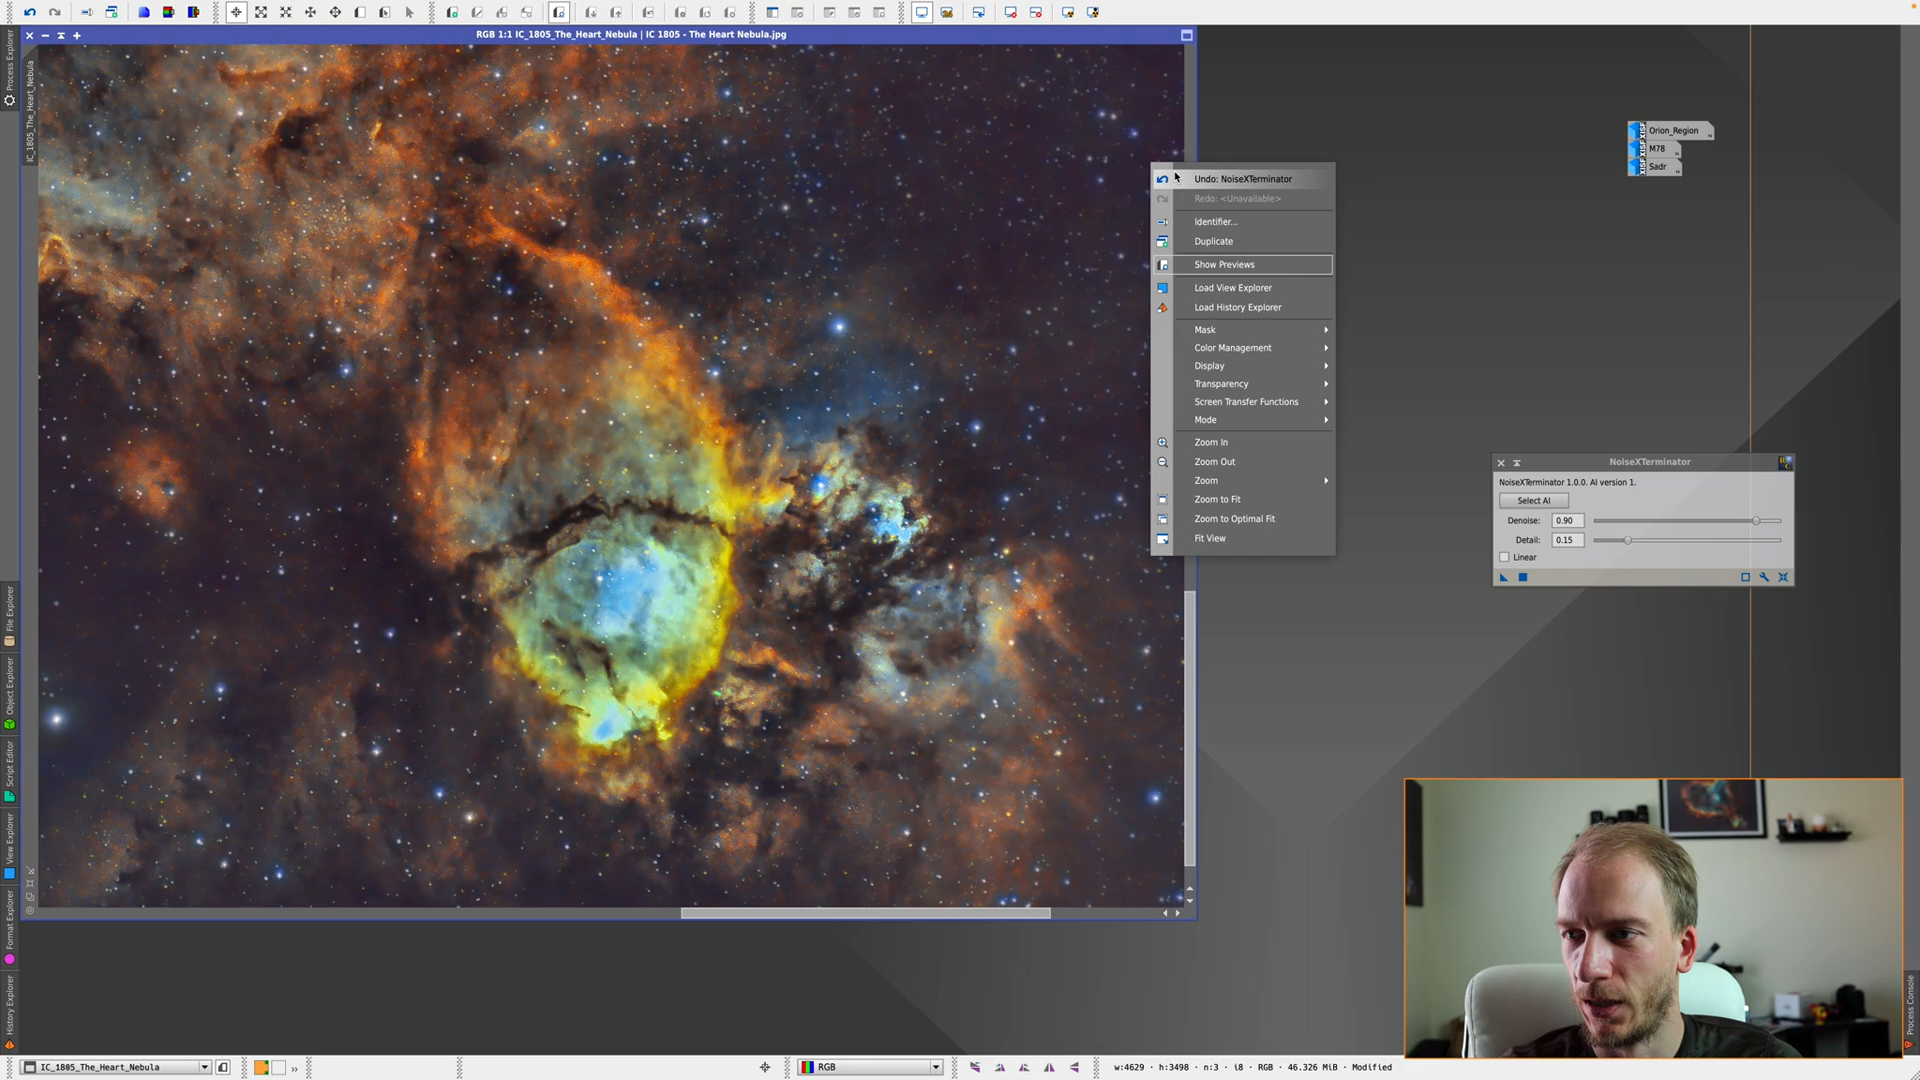 RGB 1:1 IC_1805_The_Heart_Nebula | IC 1805 - The Heart Nebula.jpg
Process Explorer
IC_1805_The_Heart_Nebula
File Explorer
Object Explorer
Script Editor
View Explorer
Format Explorer
History Explorer
Undo: NoiseXTerminator
Redo: <Unavailable>
Identifier...
Duplicate
Show Previews
Load View Explorer
Load History Explorer
Mask
Color Management
Display
Transparency
Screen Transfer Functions
Mode
Zoom In
Zoom Out
Zoom
Zoom to Fit
Zoom to Optimal Fit
Fit View
XISF
Orion_Region
XISF
M78
XISF
Sadr
NoiseXTerminator
NoiseXTerminator 1.0.0. AI version 1.
Select AI
Denoise: 0.90
Detail: 0.15
Linear
Process Console
IC_1805_The_Heart_Nebula
RGB
w:4629 · h:3498 · n:3 · i8 · RGB · 46.326 MiB · Modified